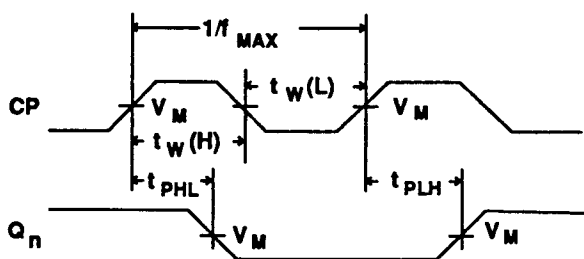 1/f MAX
CP
t W(L)
V M
V M
t W(H)
t PHL
t PLH
Q n
V M
V M